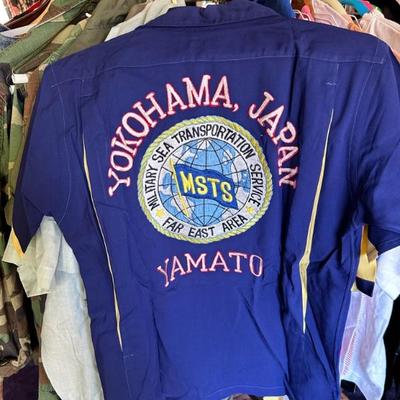 YOKOHAMA, JAPAN
MILITARY SEA TRANSPORTATION SERVICE
MSTS
FAR EAST AREA
YAMATO